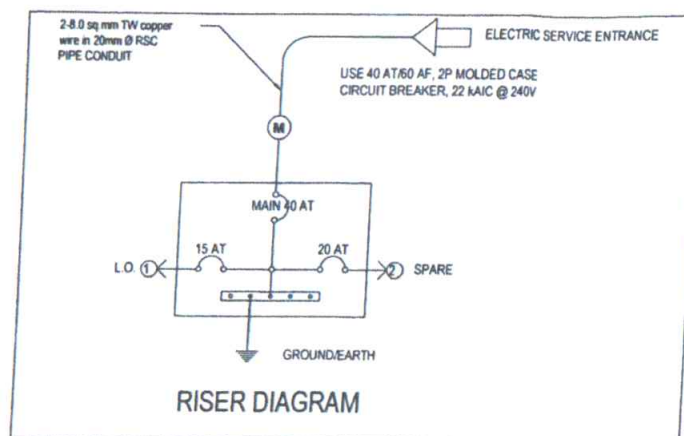 2-8.0 sq mm TW copper
wire in 20mm Ø RSC
PIPE CONDUIT
ELECTRIC SERVICE ENTRANCE
USE 40 AT/60 AF, 2P MOLDED CASE
CIRCUIT BREAKER, 22 kAIC @ 240V
M
MAIN 40 AT
15 AT
20 AT
L.O. 1
2 SPARE
GROUND/EARTH
RISER DIAGRAM